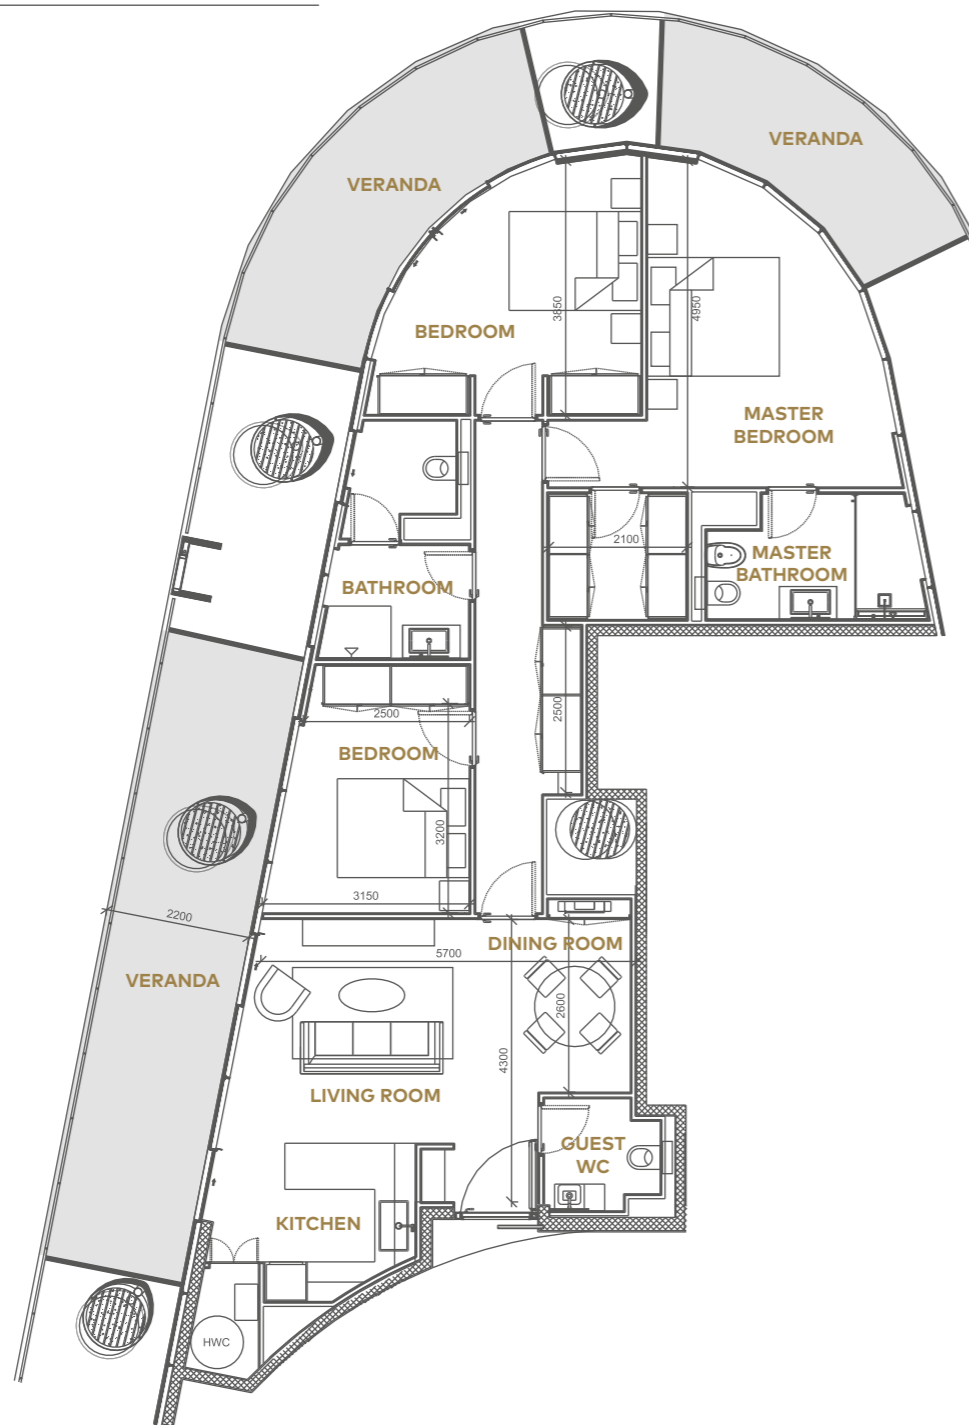 VERANDA
VERANDA
3850
4950
BEDROOM
MASTER
BEDROOM
2100
MASTER
BATHROOM
BATHROOM
2500
2500
BEDROOM
3200
3150
2200
DINING ROOM
5700
VERANDA
2600
4300
LIVING ROOM
GUEST
WC
KITCHEN
HWC